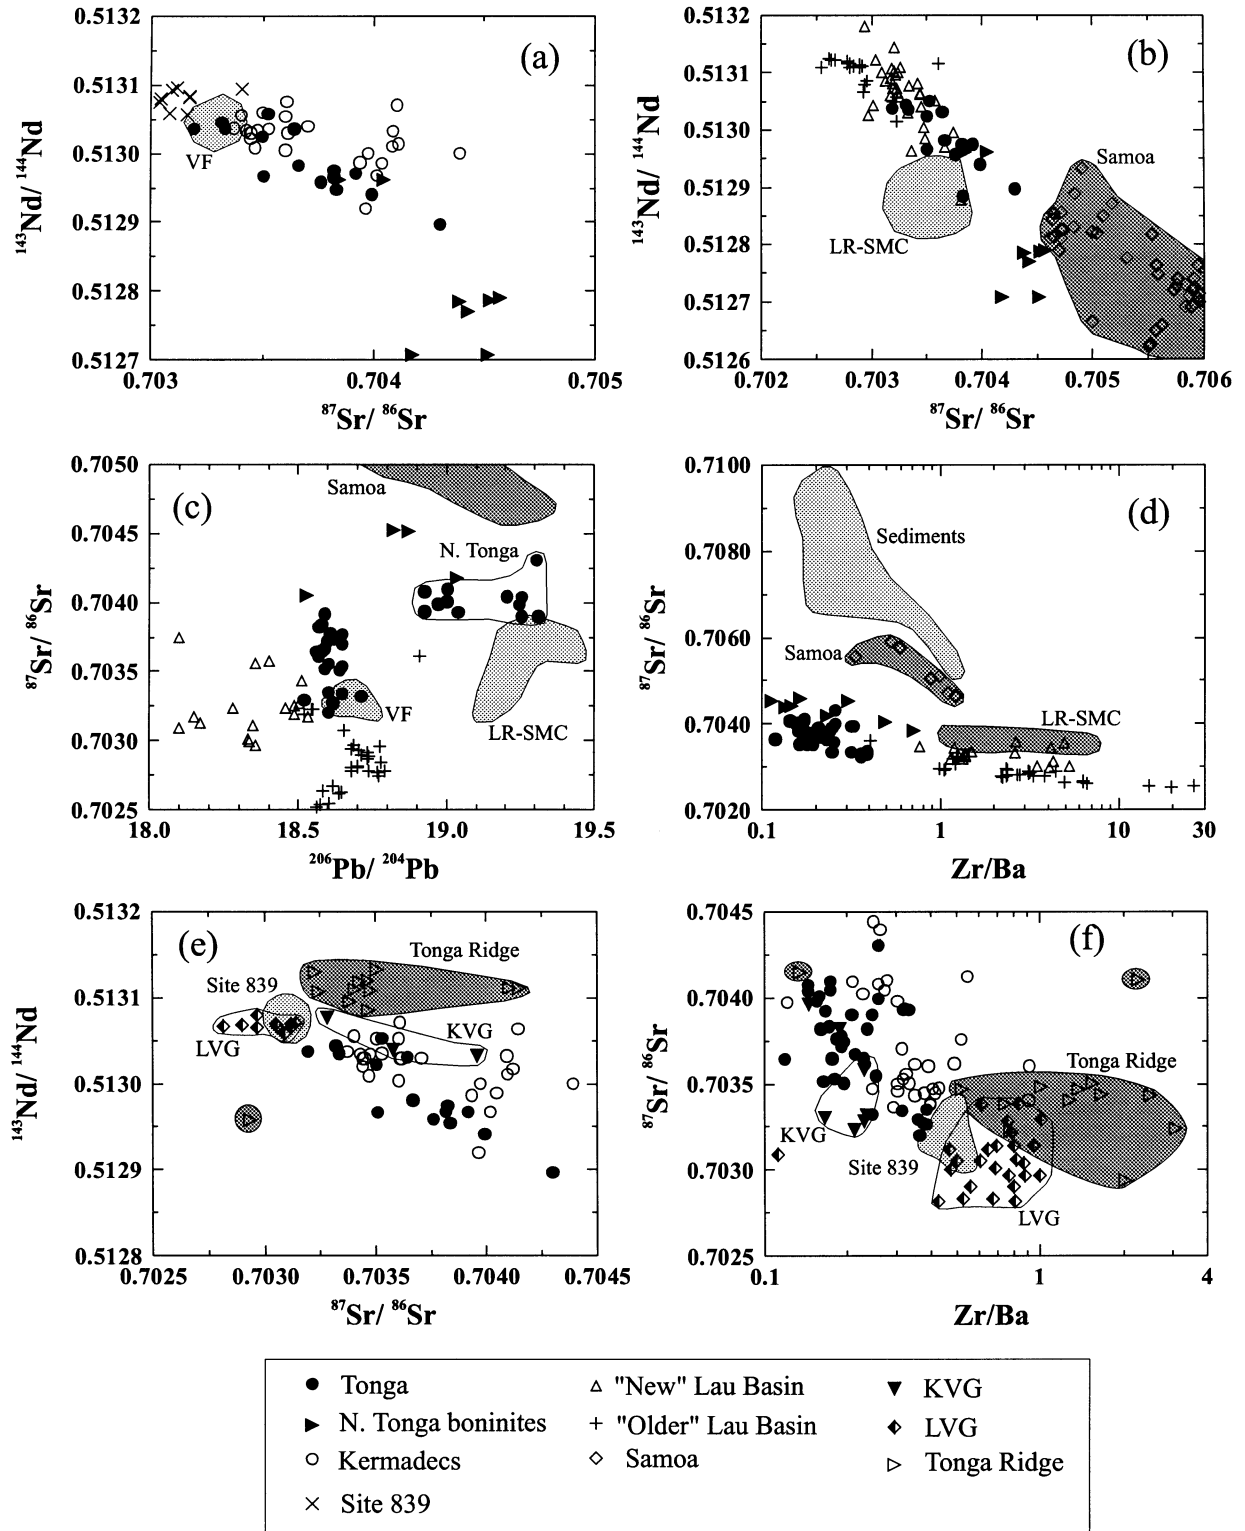 0.5132
0.5131
0.5130
0.5129
0.5128
0.5127
0.703
0.704
0.705
143Nd/ 144Nd
87Sr/ 86Sr
(a)
VF
0.5132
0.5131
0.5130
0.5129
0.5128
0.5127
0.5126
0.702
0.703
0.704
0.705
0.706
143Nd/ 144Nd
87Sr/ 86Sr
(b)
Samoa
LR-SMC
0.7050
0.7045
0.7040
0.7035
0.7030
0.7025
18.0
18.5
19.0
19.5
87Sr/ 86Sr
206Pb/ 204Pb
(c)
Samoa
N. Tonga
VF
LR-SMC
0.7100
0.7080
0.7060
0.7040
0.7020
0.1
1
10
30
87Sr/ 86Sr
Zr/Ba
(d)
Sediments
Samoa
LR-SMC
0.5132
0.5131
0.5130
0.5129
0.5128
0.7025
0.7030
0.7035
0.7040
0.7045
143Nd/ 144Nd
87Sr/ 86Sr
(e)
Tonga Ridge
Site 839
KVG
LVG
0.7045
0.7040
0.7035
0.7030
0.7025
0.1
1
4
87Sr/ 86Sr
Zr/Ba
(f)
Tonga Ridge
KVG
Site 839
LVG
Tonga
"New" Lau Basin
KVG
N. Tonga boninites
"Older" Lau Basin
LVG
Kermadecs
Samoa
Tonga Ridge
Site 839